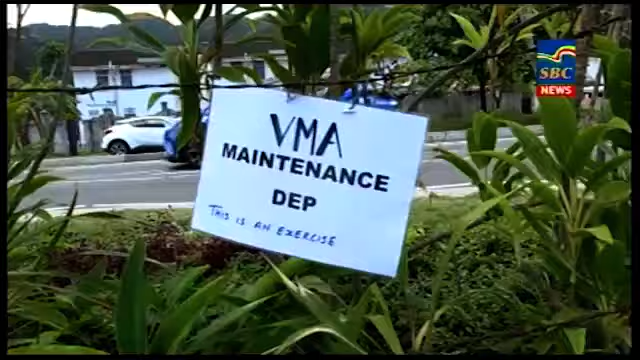 SBC
NEWS
VMA
MAINTENANCE
DEP
THIS IS AN EXERCISE